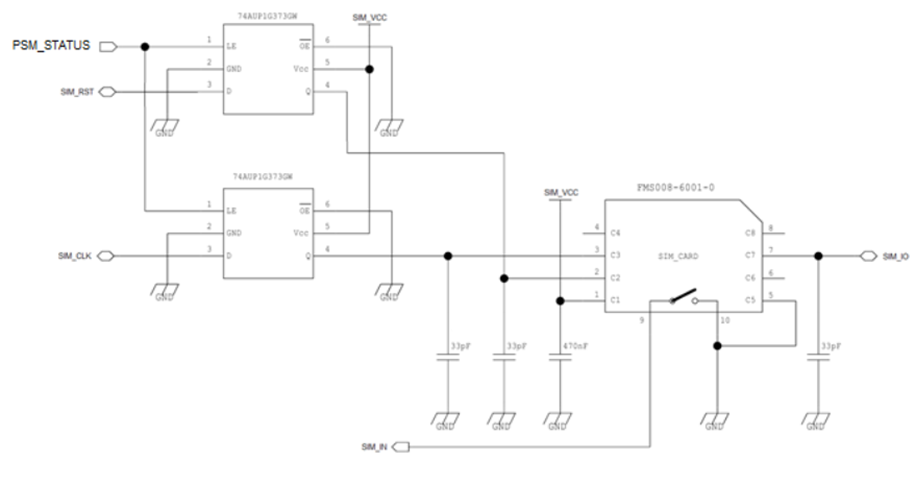 74AUP1G373GW
SIM_VCC
PSM_STATUS
1 LE OE 6
2 GND Vcc 5
SIM_RST
3 D Q 4
GND
GND
74AUP1G373GW
1 LE OE 6
2 GND Vcc 5
SIM_CLK
3 D Q 4
GND
GND
SIM_VCC
FMS008-6001-0
4 C4 C8 8
3 C3 SIM_CARD C7 7
SIM_IO
2 C2 C6 6
1 C1 C5 5
9 10
33pF
33pF
470nF
33pF
GND
GND
GND
GND
GND
SIM_IN